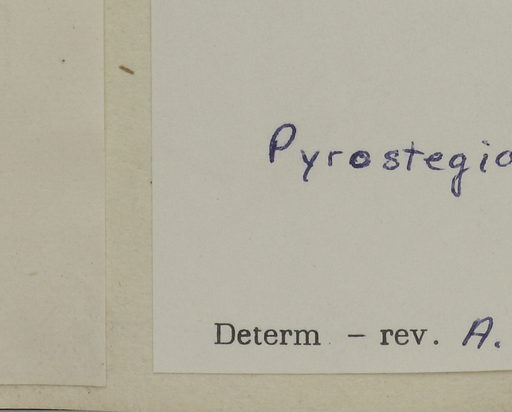 Pyrostegia
Determ – rev. A.